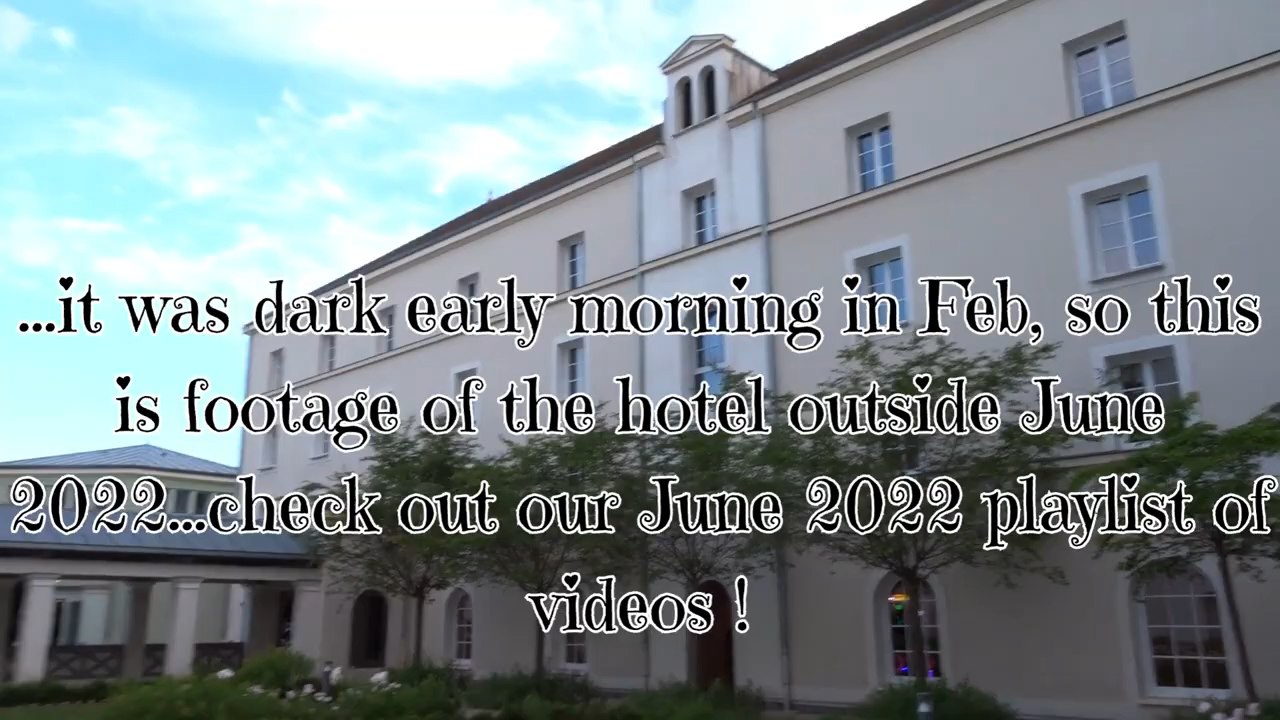 ...it was dark early morning in Feb, so this
is footage of the hotel outside June
2022...check out our June 2022 playlist of
videos !